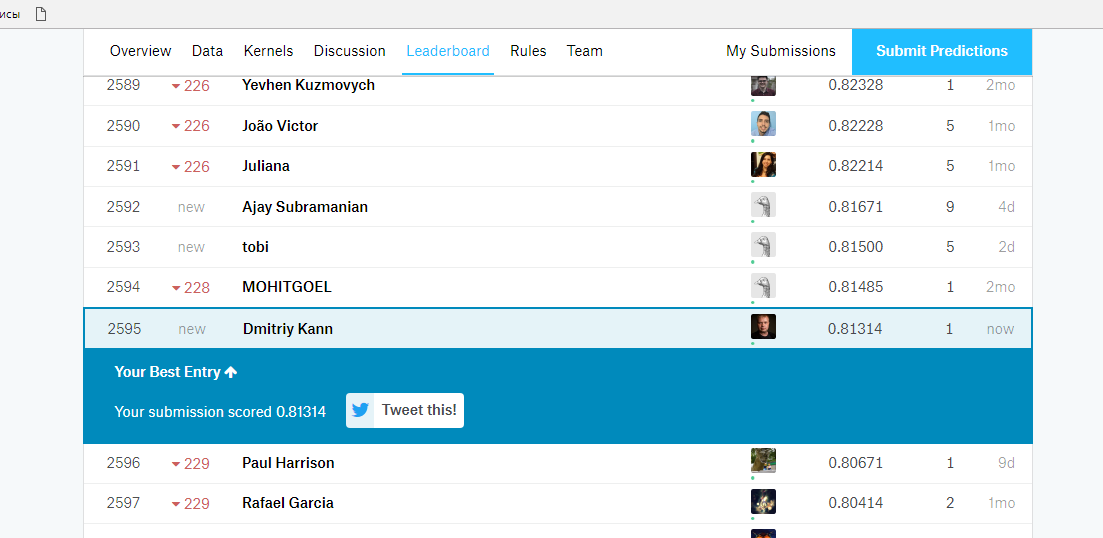 исы
Overview Data Kernels Discussion Leaderboard Rules Team My Submissions Submit Predictions
2589 226 Yevhen Kuzmovych 0.82328 1 2mo
2590 226 João Victor 0.82228 5 1mo
2591 226 Juliana 0.82214 5 1mo
2592 new Ajay Subramanian 0.81671 9 4d
2593 new tobi 0.81500 5 2d
2594 228 MOHITGOEL 0.81485 1 2mo
2595 new Dmitriy Kann 0.81314 1 now
Your Best Entry
Your submission scored 0.81314 Tweet this!
2596 229 Paul Harrison 0.80671 1 9d
2597 229 Rafael Garcia 0.80414 2 1mo